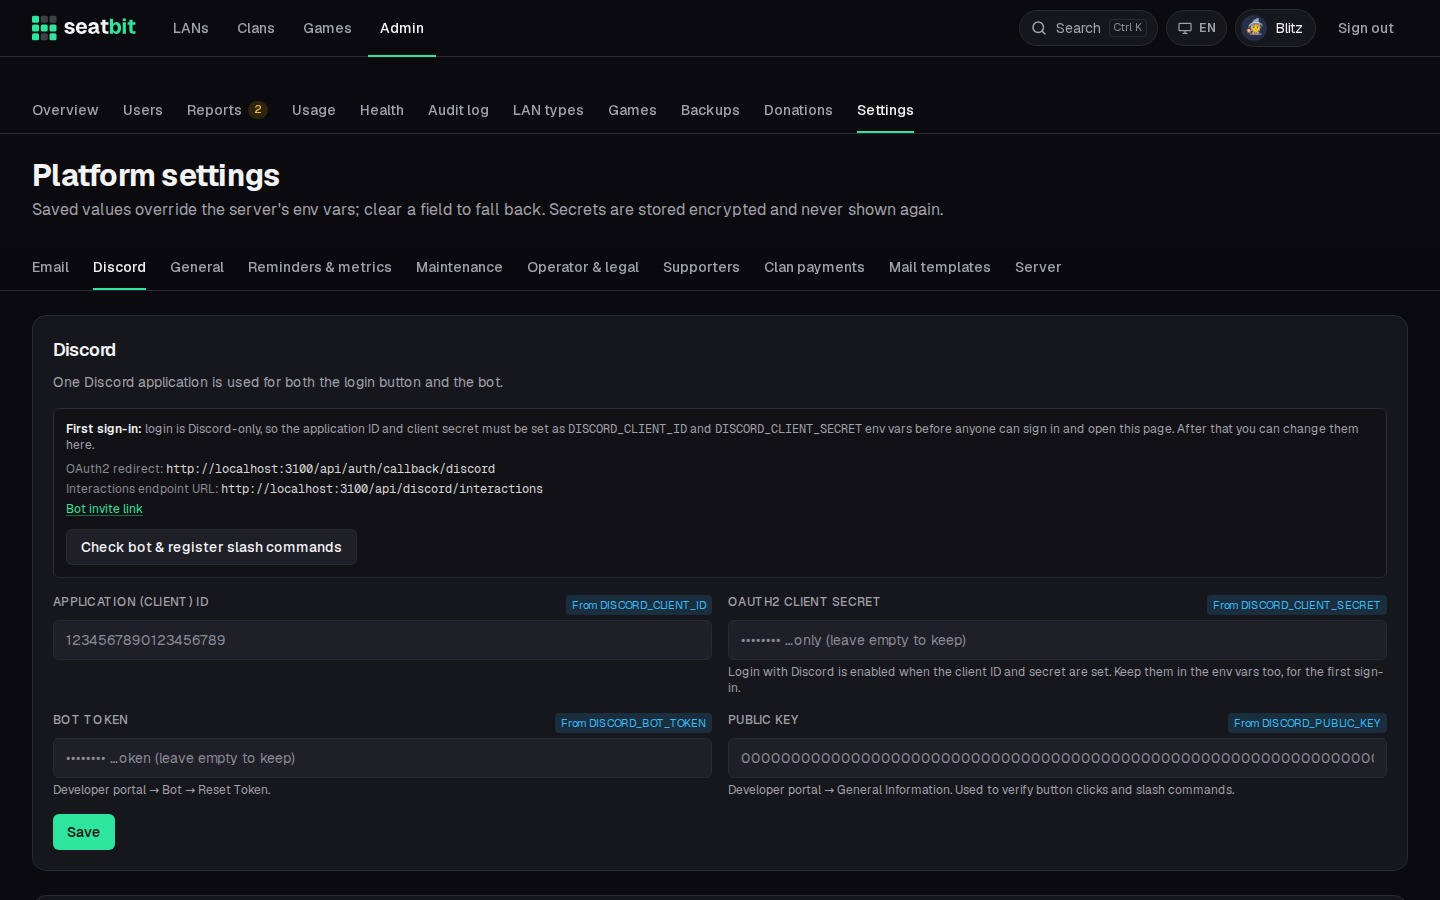 seatbit LANs Clans Games Admin Search Ctrl K EN Blitz Sign out
Overview Users Reports 2 Usage Health Audit log LAN types Games Backups Donations Settings
Platform settings
Saved values override the server's env vars; clear a field to fall back. Secrets are stored encrypted and never shown again.
Email Discord General Reminders & metrics Maintenance Operator & legal Supporters Clan payments Mail templates Server
Discord
One Discord application is used for both the login button and the bot.
First sign-in: login is Discord-only, so the application ID and client secret must be set as DISCORD_CLIENT_ID and DISCORD_CLIENT_SECRET env vars before anyone can sign in and open this page. After that you can change them
here.
OAuth2 redirect: http://localhost:3100/api/auth/callback/discord
Interactions endpoint URL: http://localhost:3100/api/discord/interactions
Bot invite link
Check bot & register slash commands
APPLICATION (CLIENT) ID From DISCORD_CLIENT_ID
1234567890123456789
OAUTH2 CLIENT SECRET From DISCORD_CLIENT_SECRET
•••••••• …only (leave empty to keep)
Login with Discord is enabled when the client ID and secret are set. Keep them in the env vars too, for the first sign-
in.
BOT TOKEN From DISCORD_BOT_TOKEN
•••••••• …oken (leave empty to keep)
Developer portal → Bot → Reset Token.
PUBLIC KEY From DISCORD_PUBLIC_KEY
0000000000000000000000000000000000000000000000000000000000000000
Developer portal → General Information. Used to verify button clicks and slash commands.
Save